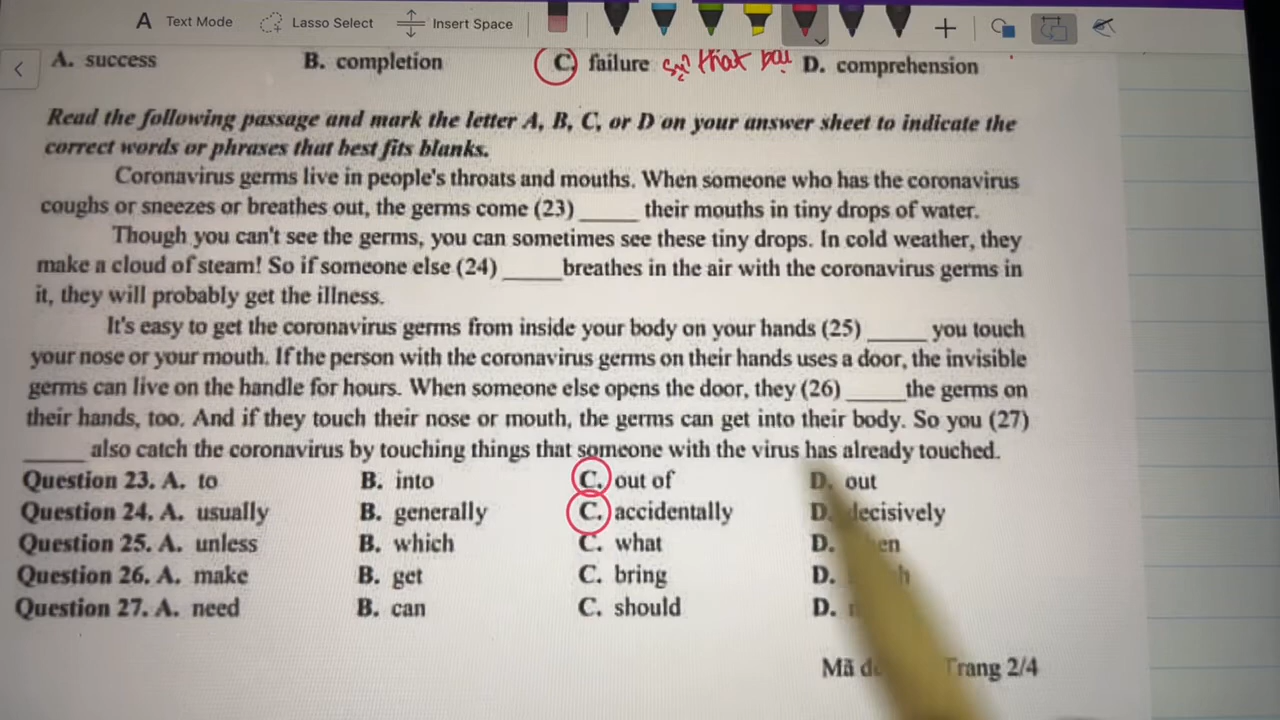 A Text Mode Lasso Select Insert Space
A. success B. completion C. failure sự thất bại D. comprehension
Read the following passage and mark the letter A, B, C, or D on your answer sheet to indicate the
correct words or phrases that best fits blanks.
Coronavirus germs live in people's throats and mouths. When someone who has the coronavirus
coughs or sneezes or breathes out, the germs come (23) _____ their mouths in tiny drops of water.
Though you can't see the germs, you can sometimes see these tiny drops. In cold weather, they
make a cloud of steam! So if someone else (24) _____ breathes in the air with the coronavirus germs in
it, they will probably get the illness.
It's easy to get the coronavirus germs from inside your body on your hands (25) _____ you touch
your nose or your mouth. If the person with the coronavirus germs on their hands uses a door, the invisible
germs can live on the handle for hours. When someone else opens the door, they (26) _____ the germs on
their hands, too. And if they touch their nose or mouth, the germs can get into their body. So you (27)
_____ also catch the coronavirus by touching things that someone with the virus has already touched.
Question 23. A. to B. into C. out of D. out
Question 24. A. usually B. generally C. accidentally D. decisively
Question 25. A. unless B. which C. what D.
Question 26. A. make B. get C. bring D.
Question 27. A. need B. can C. should D.
Mã Trang 2/4